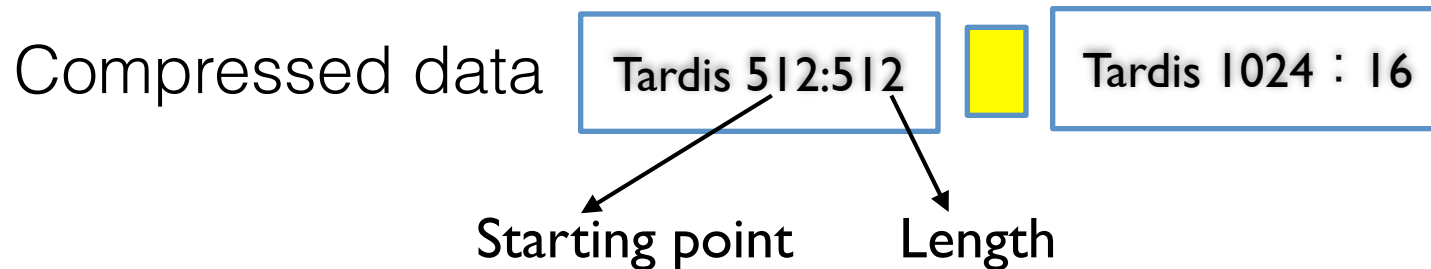 Compressed data Tardis 512:512 Tardis 1024 : 16
Starting point Length